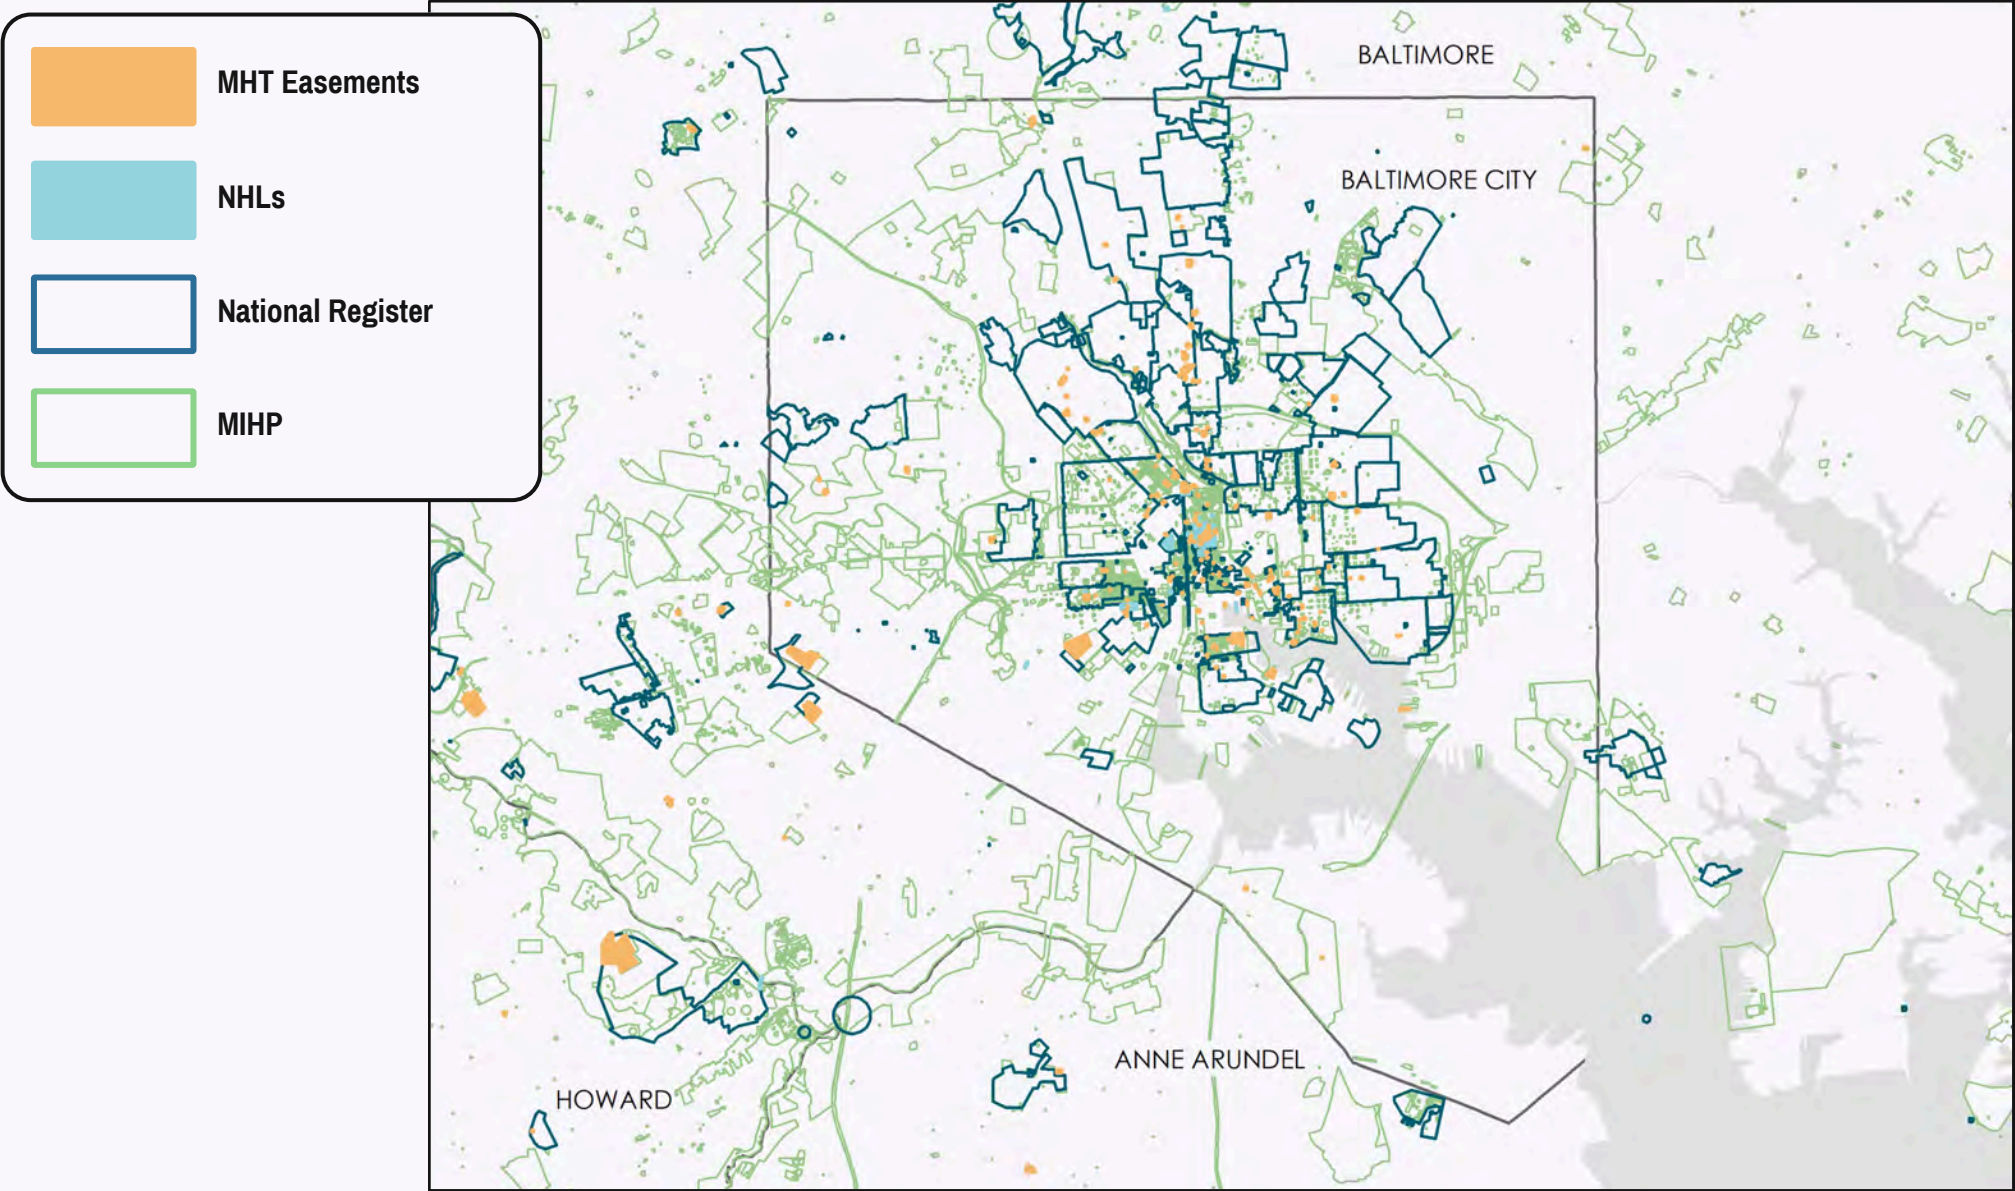 MHT Easements
NHLs
National Register
MIHP
BALTIMORE
BALTIMORE CITY
ANNE ARUNDEL
HOWARD